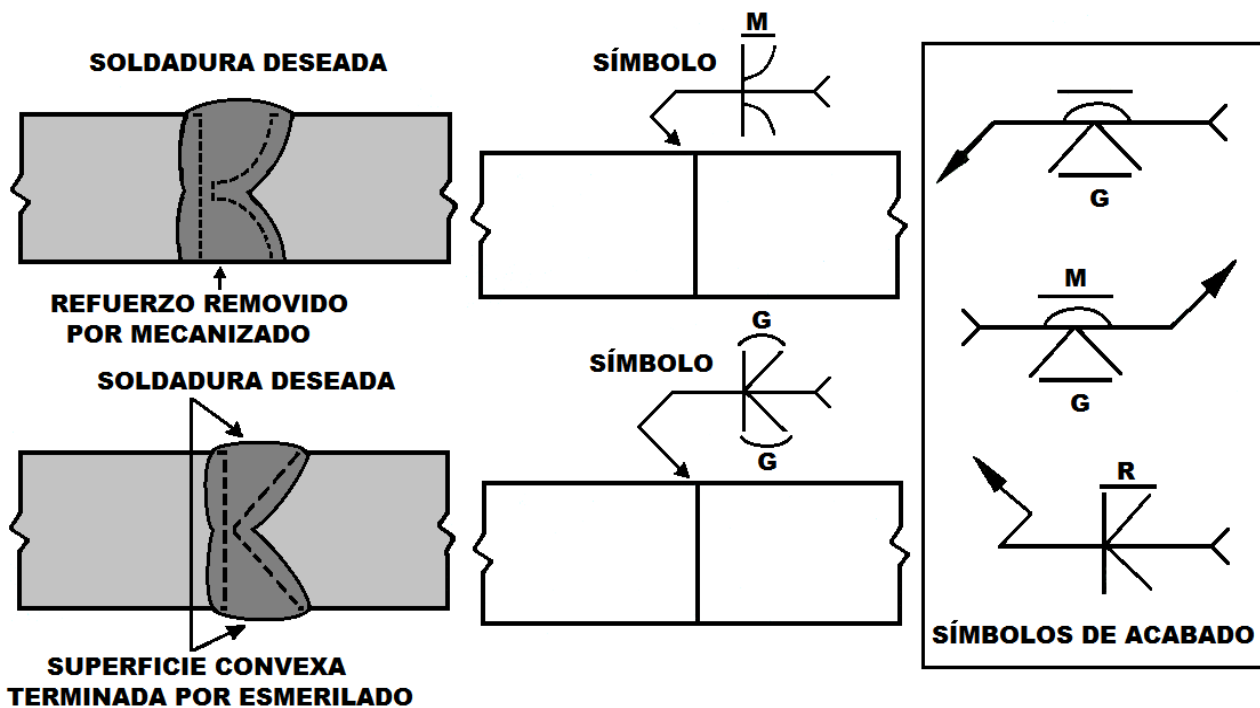 SOLDADURA DESEADA
REFUERZO REMOVIDO
POR MECANIZADO
M
SÍMBOLO
SOLDADURA DESEADA
SUPERFICIE CONVEXA
TERMINADA POR ESMERILADO
G
SÍMBOLO
G
G
M
G
R
SÍMBOLOS DE ACABADO